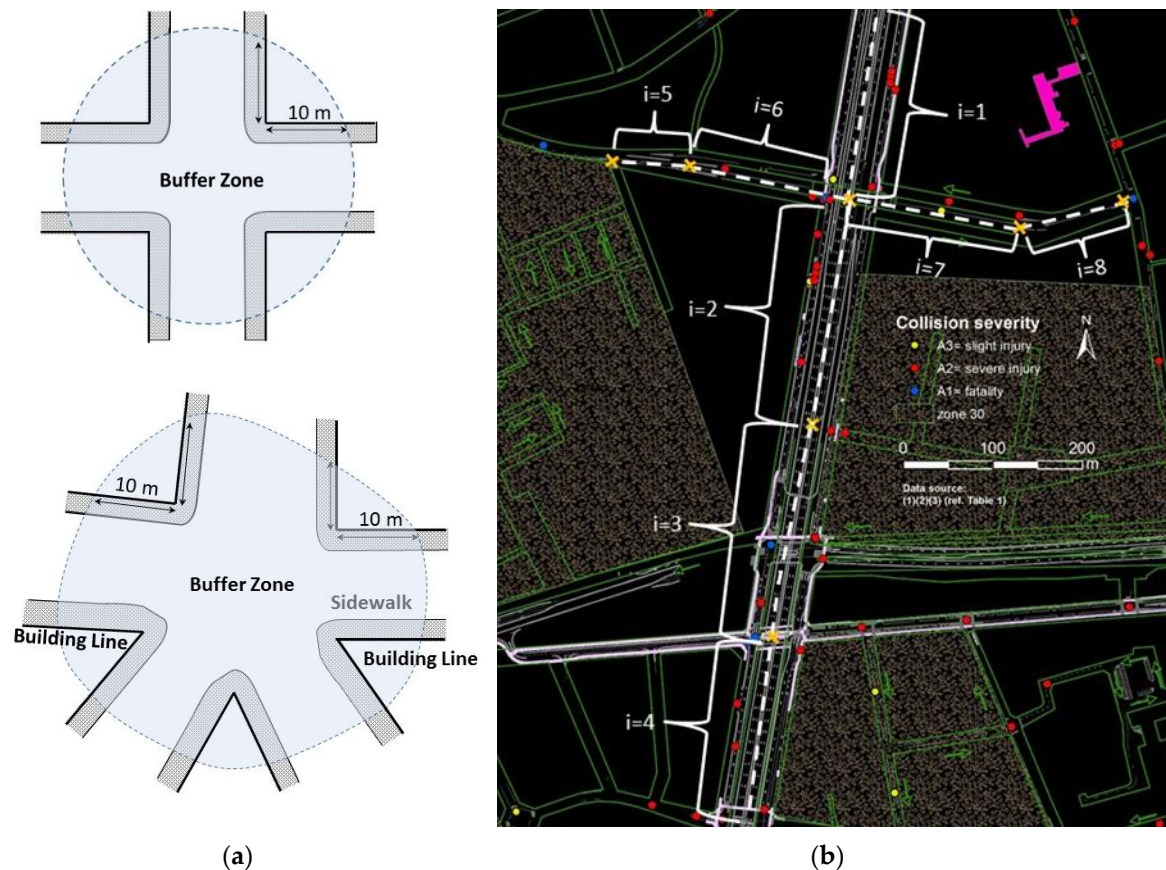 10 m
Buffer Zone
10 m
10 m
Buffer Zone
Sidewalk
Building Line
Building Line
(a)
i=1
i=5
i=6
i=7
i=8
i=2
Collision severity
N
A3= slight injury
A2= severe injury
A1= fatality
zone 30
0 100 200
m
Data source:
(1)(2)(3) (ref. Table 1)
i=3
i=4
(b)